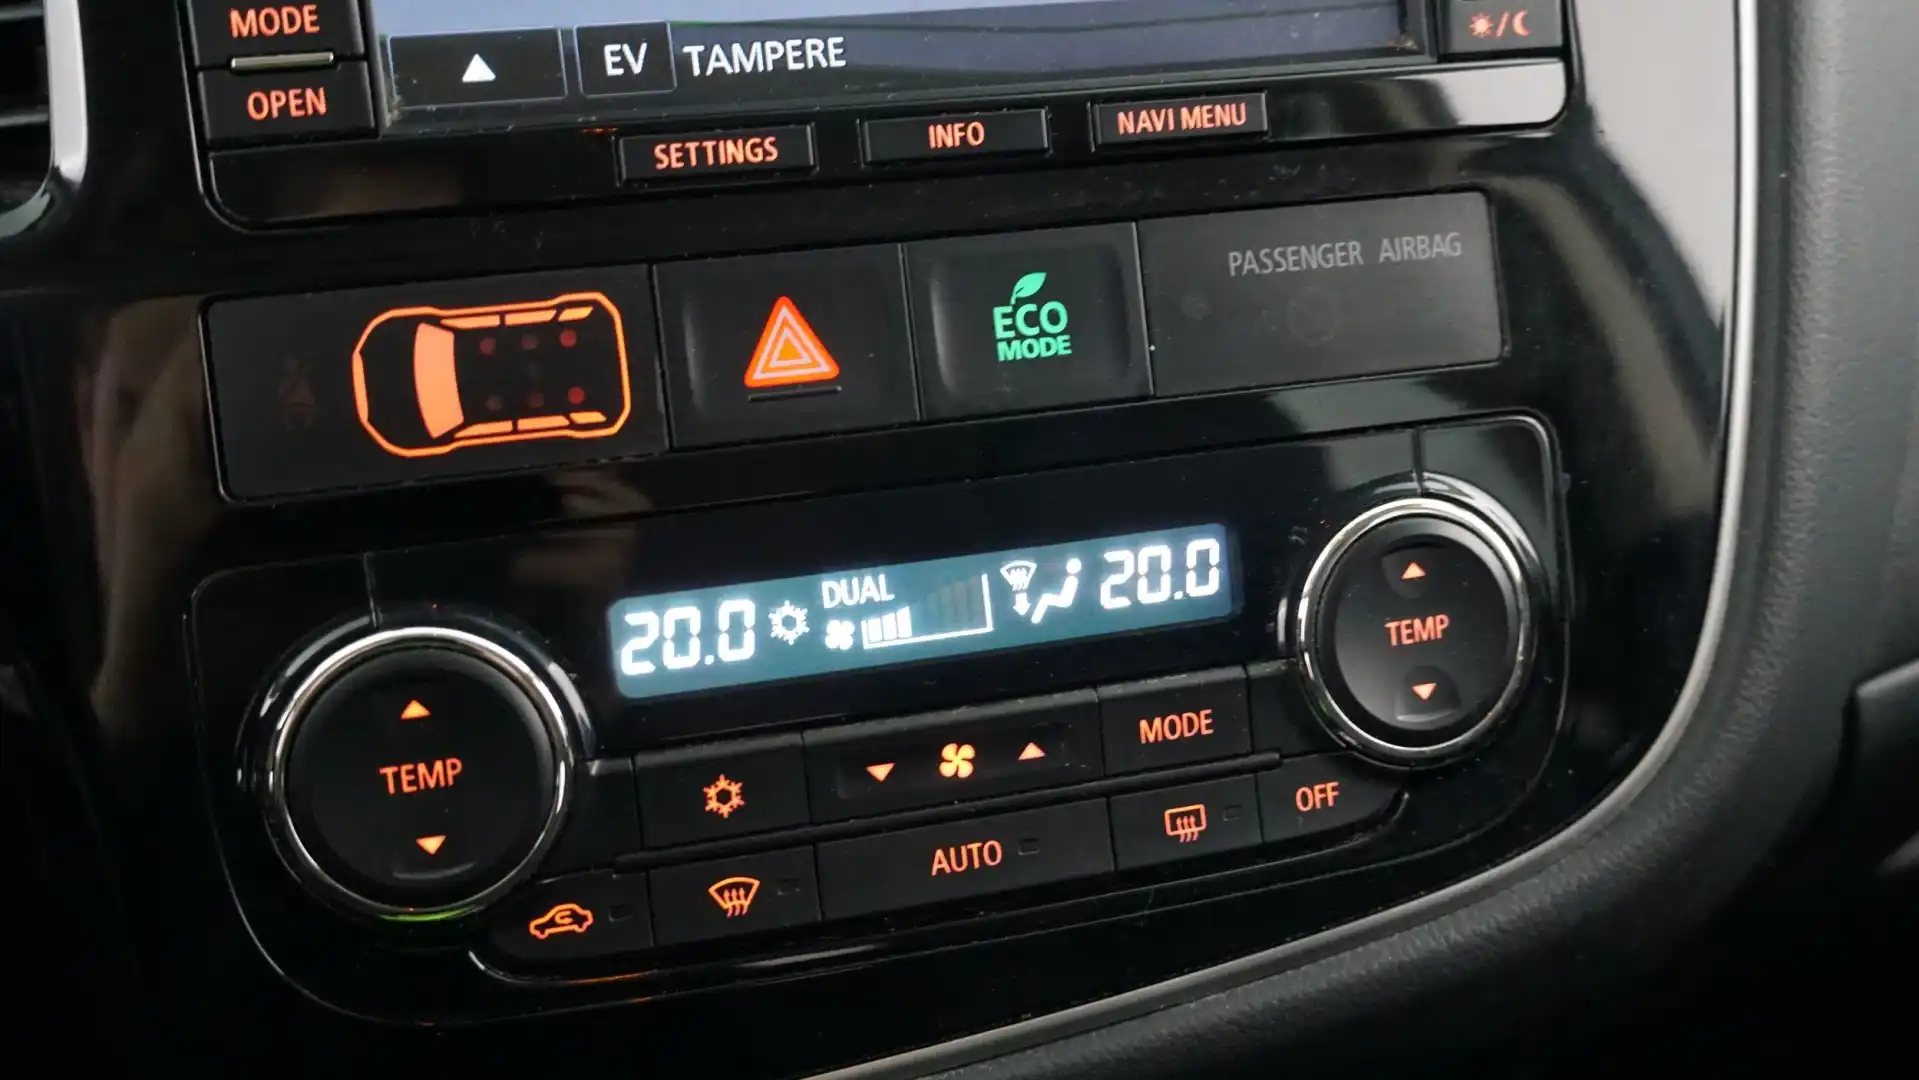 MODE
OPEN
EV TAMPERE
SETTINGS
INFO
NAVI MENU
ECO
MODE
PASSENGER AIRBAG
20.0
DUAL
20.0
TEMP
TEMP
MODE
AUTO
OFF